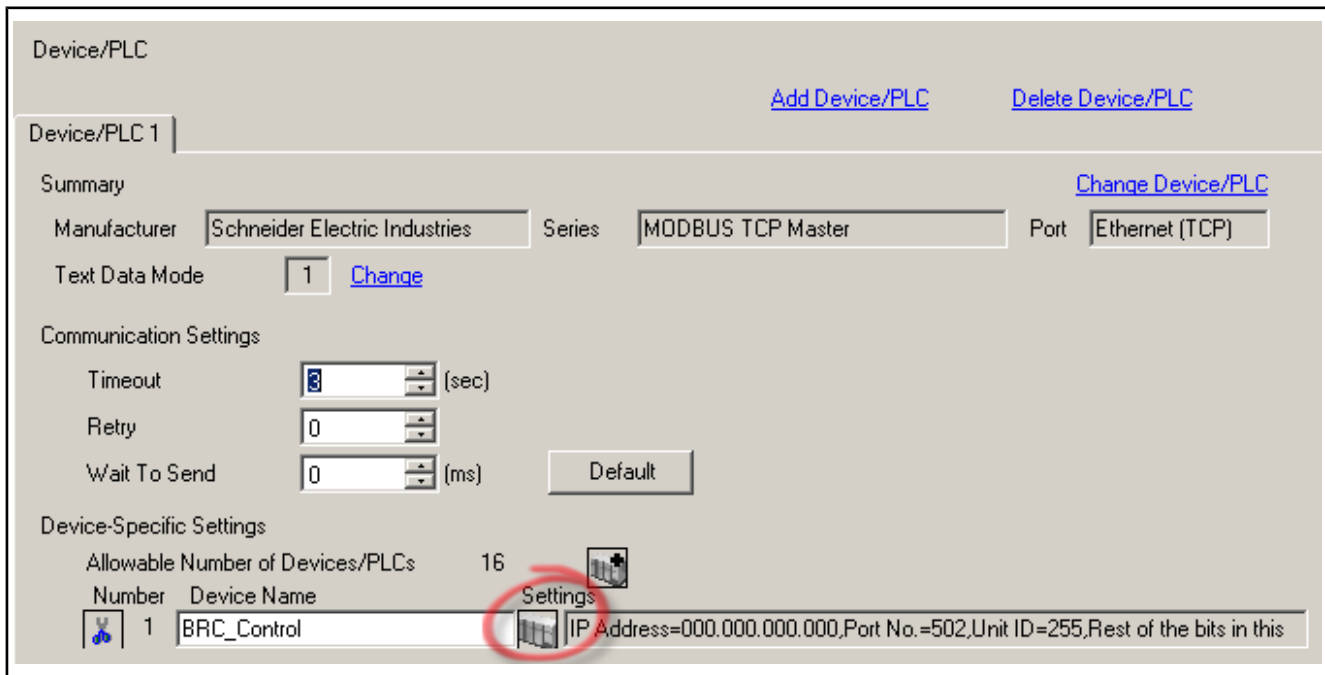 Device/PLC
Add Device/PLC Delete Device/PLC
Device/PLC 1
Summary Change Device/PLC
Manufacturer Schneider Electric Industries Series MODBUS TCP Master Port Ethernet (TCP)
Text Data Mode 1 Change
Communication Settings
Timeout 3 (sec)
Retry 0
Wait To Send 0 (ms) Default
Device-Specific Settings
Allowable Number of Devices/PLCs 16
Number Device Name Settings
1 BRC_Control IP Address=000.000.000.000,Port No.=502,Unit ID=255,Rest of the bits in this